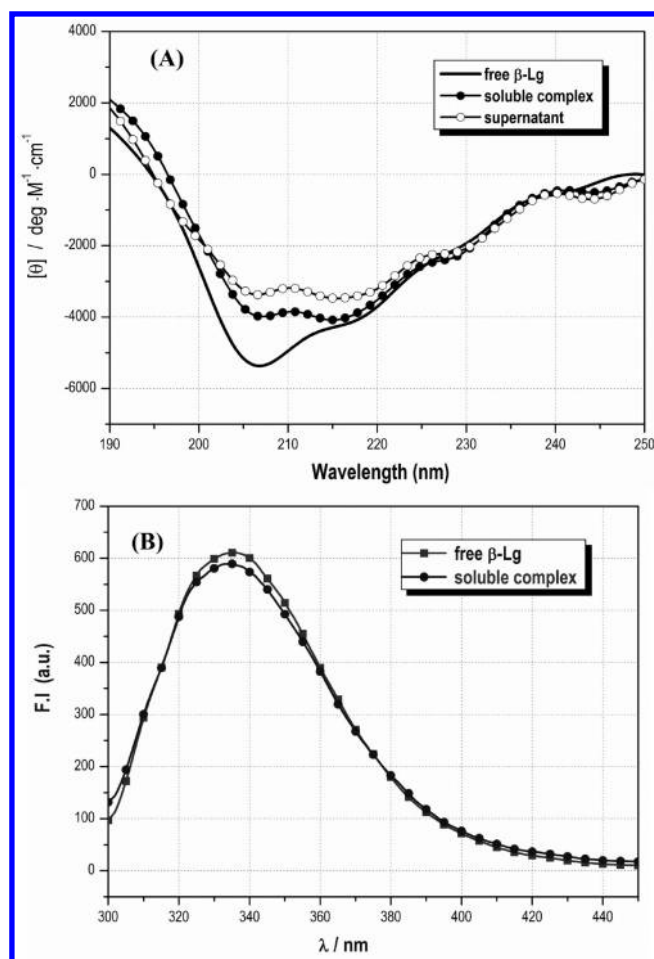 (A)
free β-Lg
soluble complex
supernatant
4000
2000
0
-2000
-4000
-6000
[θ] / deg ·M⁻¹ ·cm⁻¹
190 200 210 220 230 240 250
Wavelength (nm)
(B)
free β-Lg
soluble complex
700
600
500
400
300
200
100
0
F.I (a.u.)
300 320 340 360 380 400 420 440
λ / nm